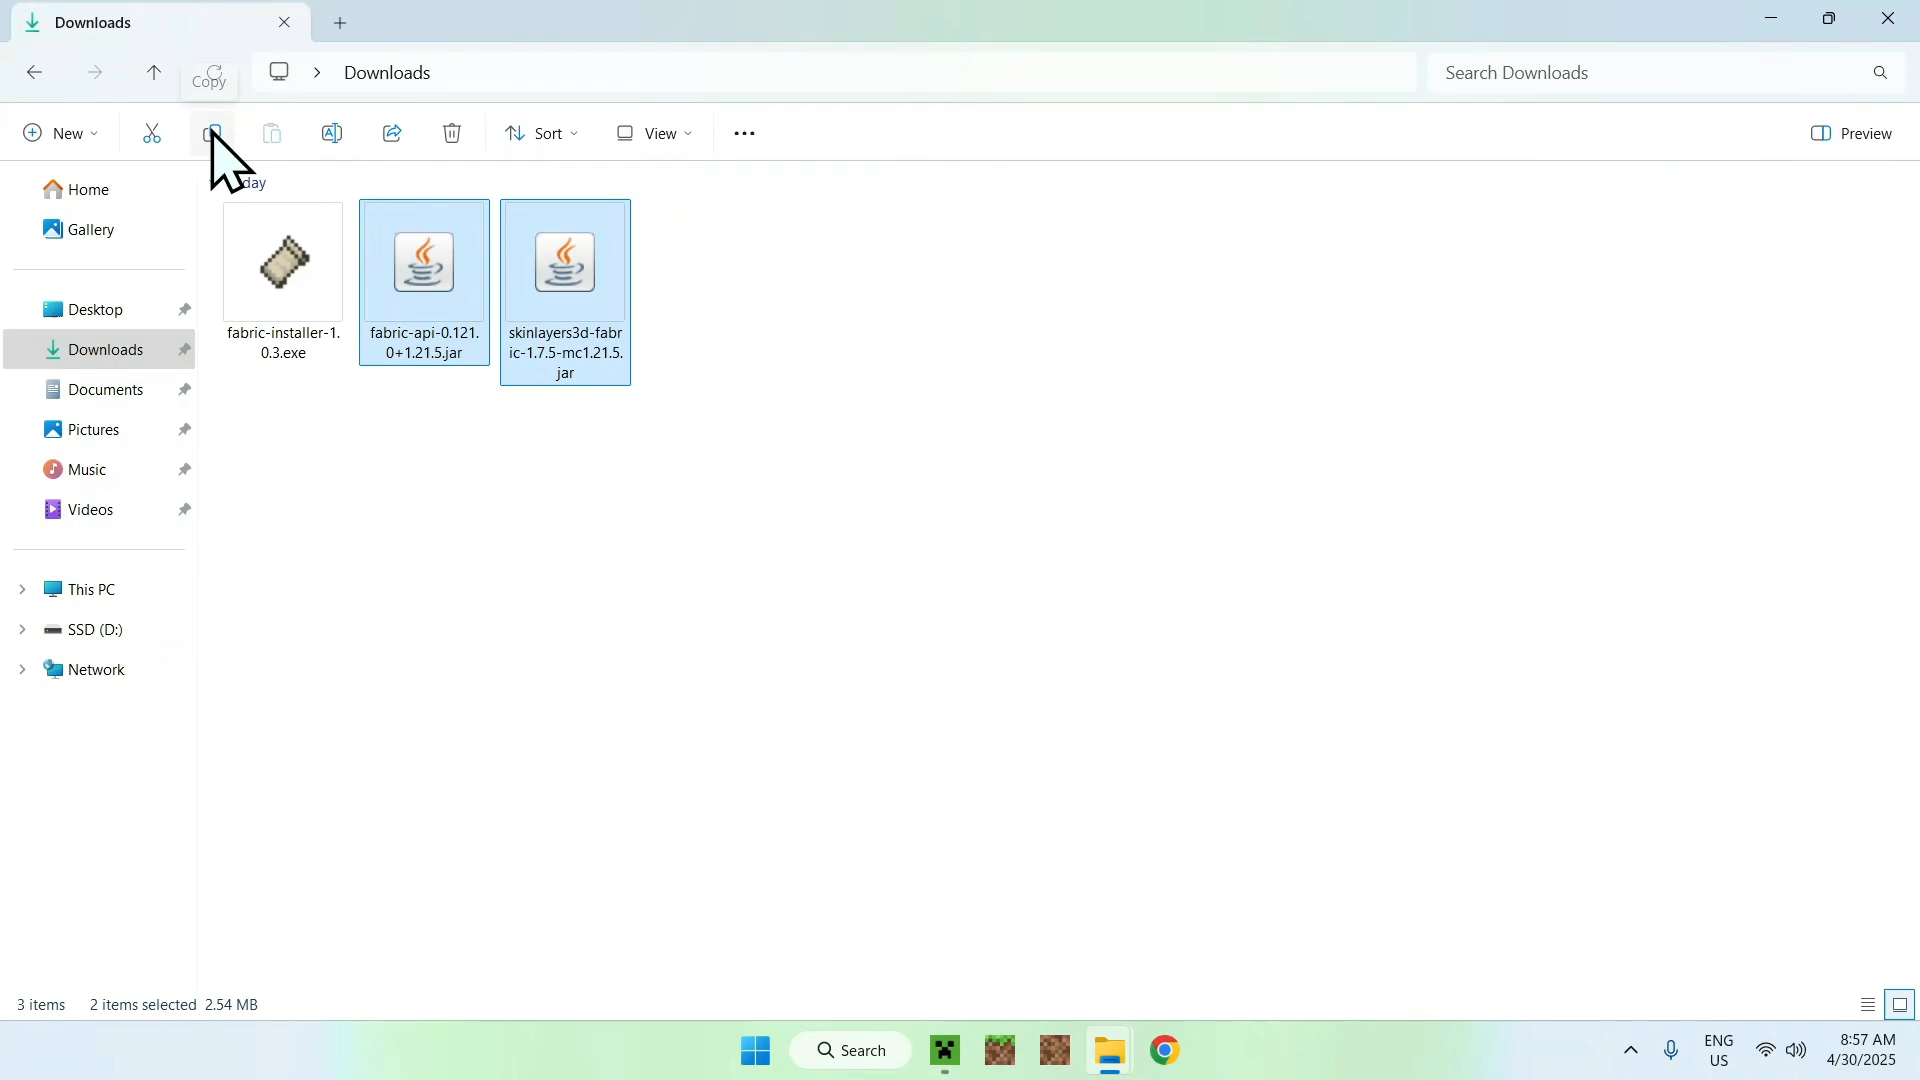 Downloads
Copy
Downloads
Search Downloads
New
Sort
View
Preview
Home
Gallery
Desktop
Downloads
Documents
Pictures
Music
Videos
This PC
SSD (D:)
Network
fabric-installer-1.
0.3.exe
fabric-api-0.121.
0+1.21.5.jar
skinlayers3d-fabr
ic-1.7.5-mc1.21.5.
jar
3 items
2 items selected 2.54 MB
Search
ENG
US
8:57 AM
4/30/2025